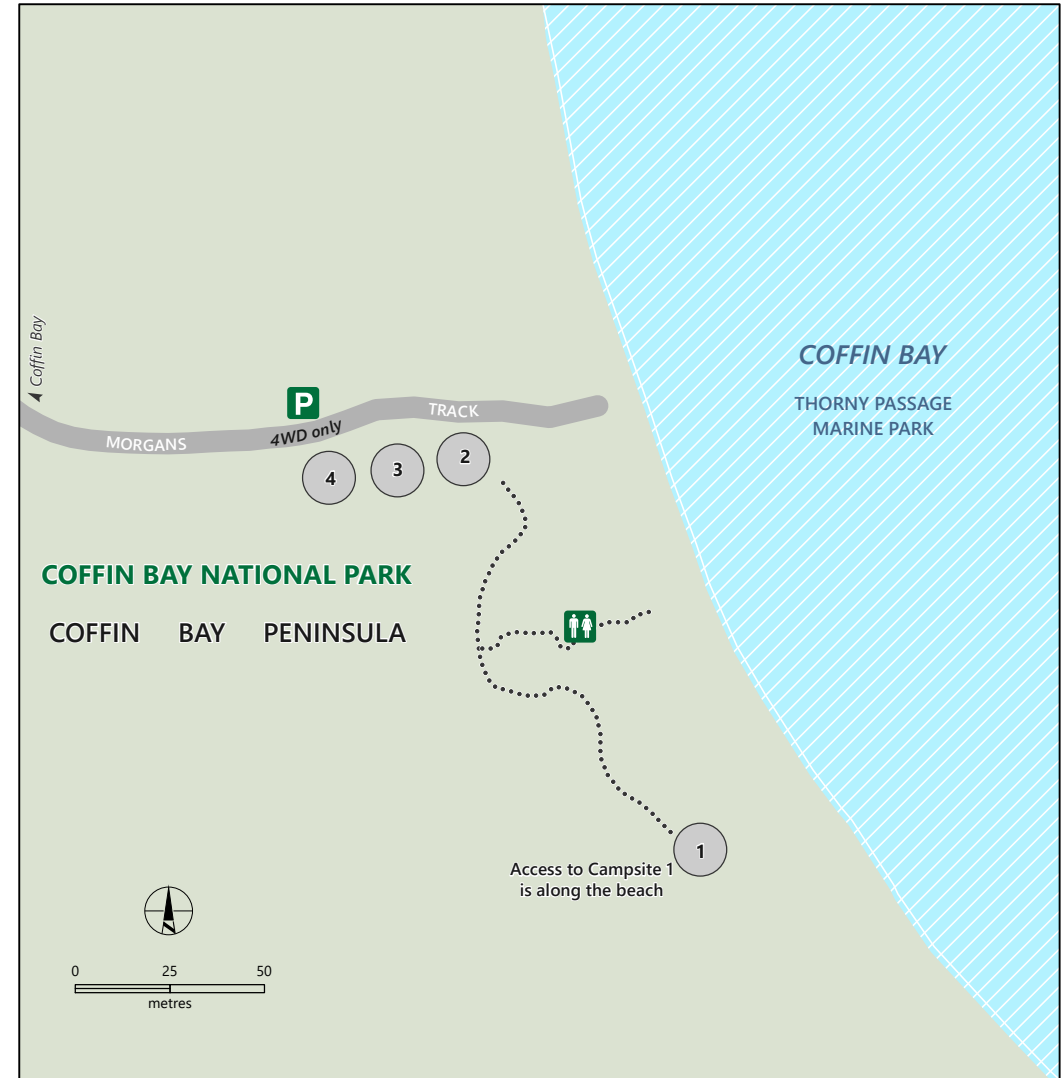 COFFIN BAY
THORNY PASSAGE
MARINE PARK
Coffin Bay
P
TRACK
4WD only
MORGANS
2
3
4
COFFIN BAY NATIONAL PARK
COFFIN BAY PENINSULA
1
Access to Campsite 1
is along the beach
0 25 50
metres